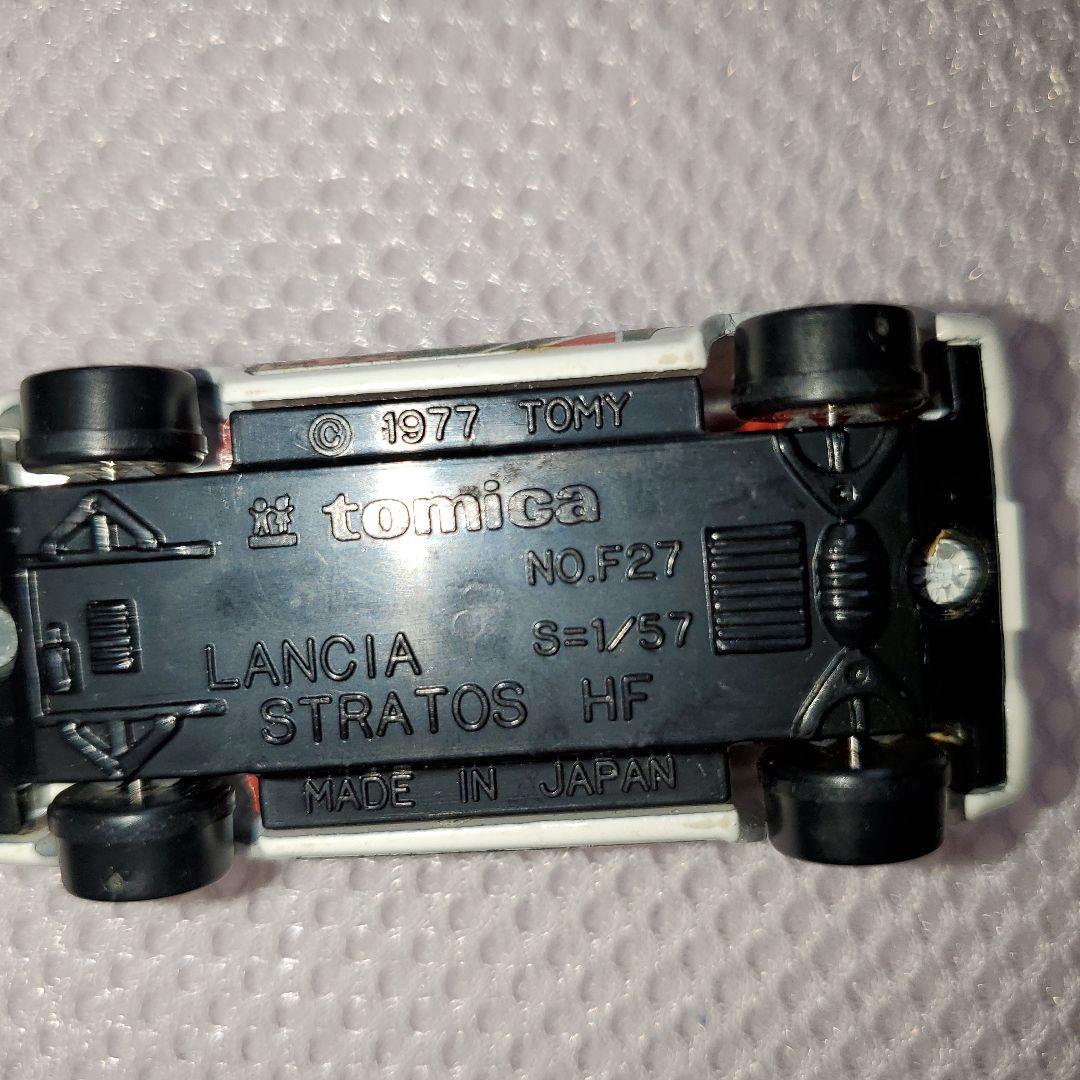 © 1977 TOMY
tomica
NO.F27
S=1/57
LANCIA
STRATOS HF
MADE IN JAPAN